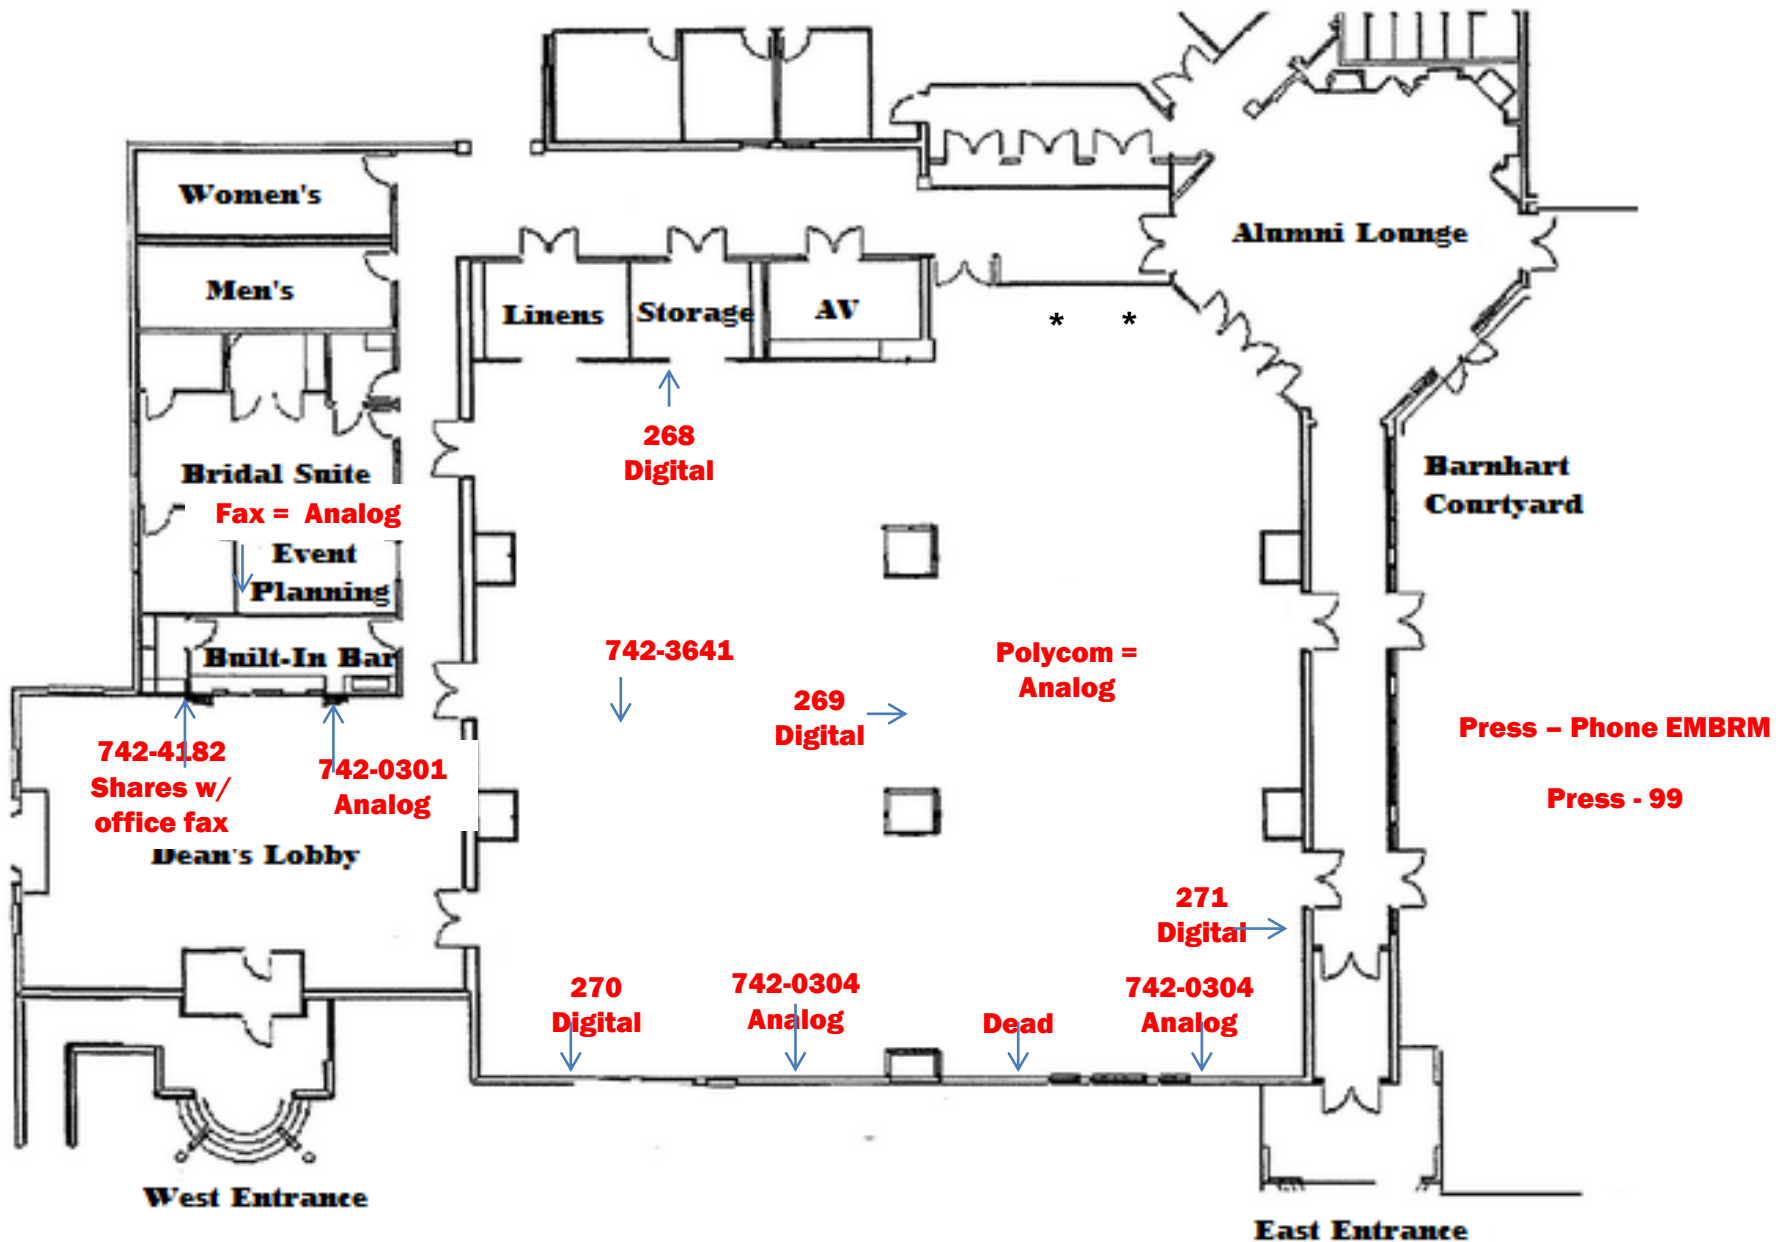 Women's
Men's
Alumni Lounge
Linens
Storage
AV
*
*
268
Digital
Bridal Suite
Fax = Analog
Event
Planning
Barnhart
Courtyard
Built-In Bar
742-3641
Polycom =
Analog
269
Digital
742-4182
Shares w/
office fax
742-0301
Analog
Dean's Lobby
Press – Phone EMBRM
Press - 99
271
Digital
270
Digital
742-0304
Analog
Dead
742-0304
Analog
West Entrance
East Entrance